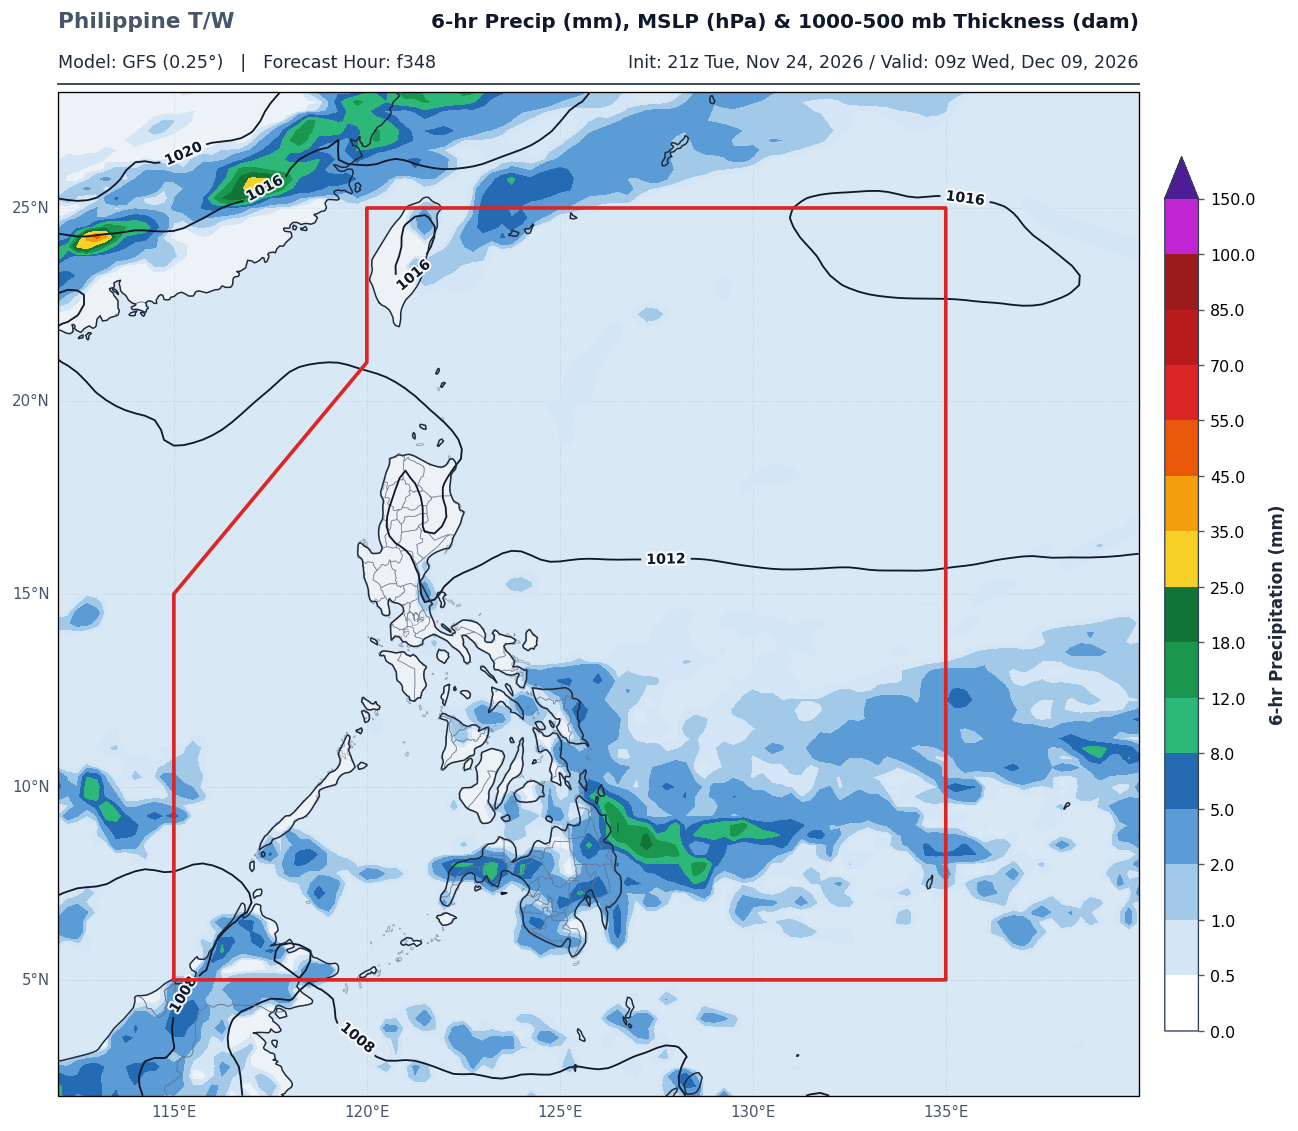 Philippine T/W
6-hr Precip (mm), MSLP (hPa) & 1000-500 mb Thickness (dam)
Model: GFS (0.25°) | Forecast Hour: f348
Init: 21z Tue, Nov 24, 2026 / Valid: 09z Wed, Dec 09, 2026
1020
1016
1016
1016
1012
1008
1008
25°N
20°N
15°N
10°N
5°N
115°E
120°E
125°E
130°E
135°E
150.0
100.0
85.0
70.0
55.0
45.0
35.0
25.0
18.0
12.0
8.0
5.0
2.0
1.0
0.5
0.0
6-hr Precipitation (mm)